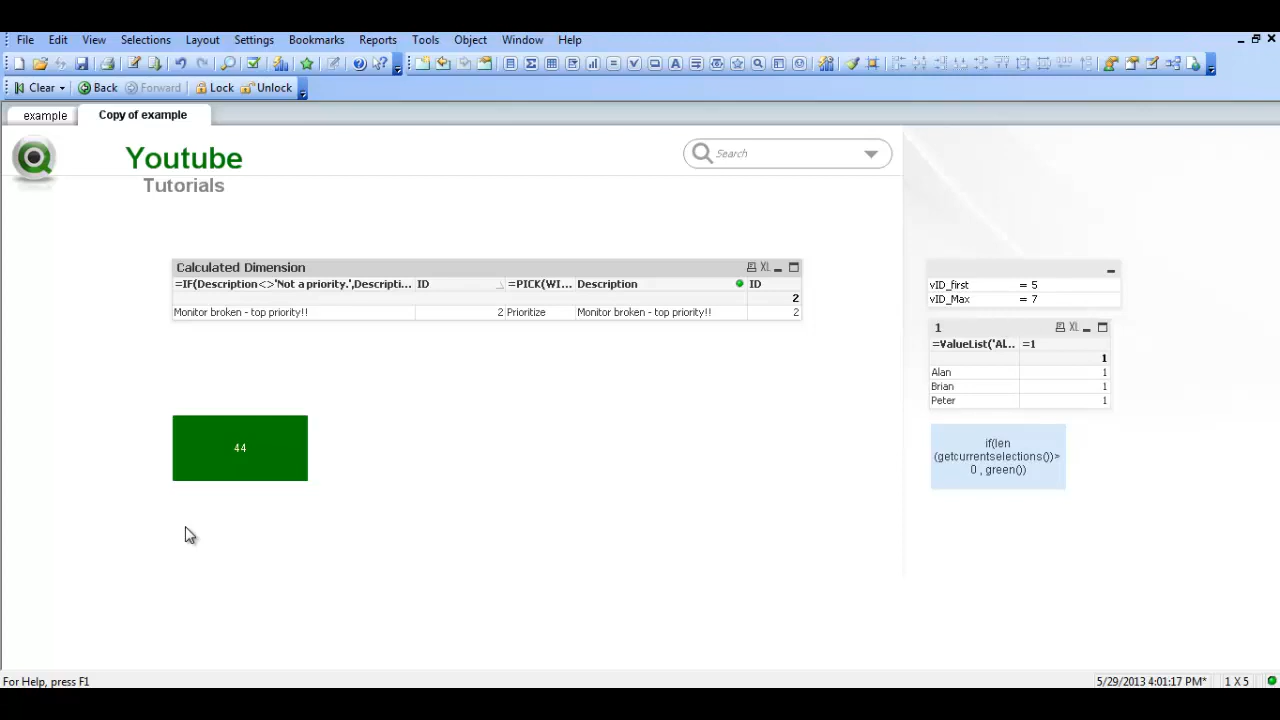 File Edit View Selections Layout Settings Bookmarks Reports Tools Object Window Help
Clear Back Forward Lock Unlock
example Copy of example
Youtube
Tutorials
Search
Calculated Dimension XL
=IF(Description<>'Not a priority.',Descripti... ID =PICK(WI... Description ID
2
Monitor broken - top priority!! 2 Prioritize Monitor broken - top priority!! 2
44
vID_first = 5
vID_Max = 7
1 XL
=ValueList('Al... =1
1
Alan 1
Brian 1
Peter 1
if(len
(getcurrentselections())>
0 , green())
For Help, press F1 5/29/2013 4:01:17 PM* 1 X 5